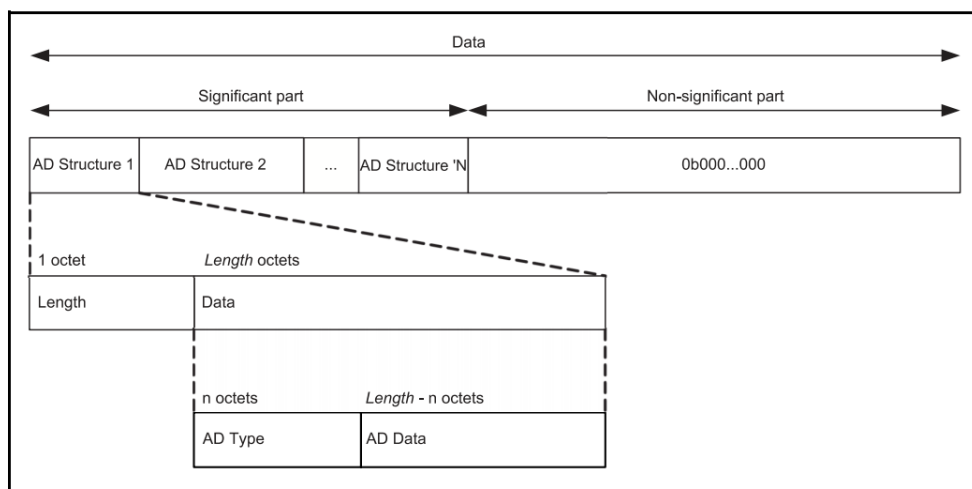 Data
Significant part
Non-significant part
AD Structure 1
AD Structure 2
...
AD Structure 'N
0b000...000
1 octet
Length octets
Length
Data
n octets
Length - n octets
AD Type
AD Data